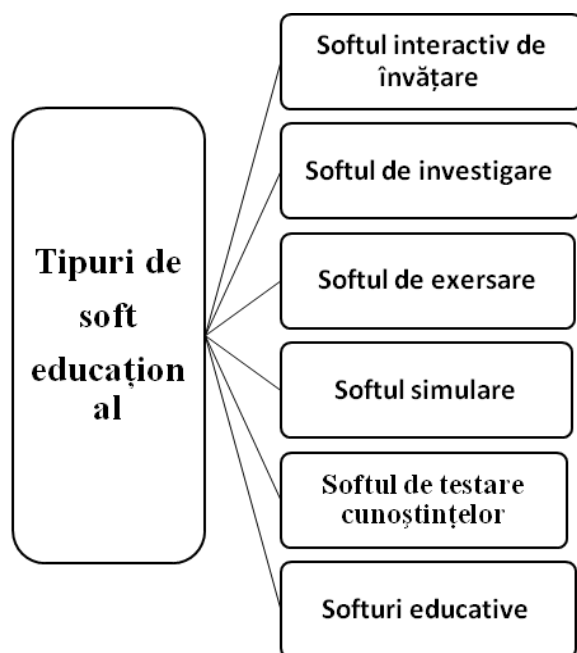 Softul interactiv de
învățare
Softul de investigare
Tipuri de
soft
educațion
al
Softul de exersare
Softul simulare
Softul de testare
cunoștințelor
Softuri educative